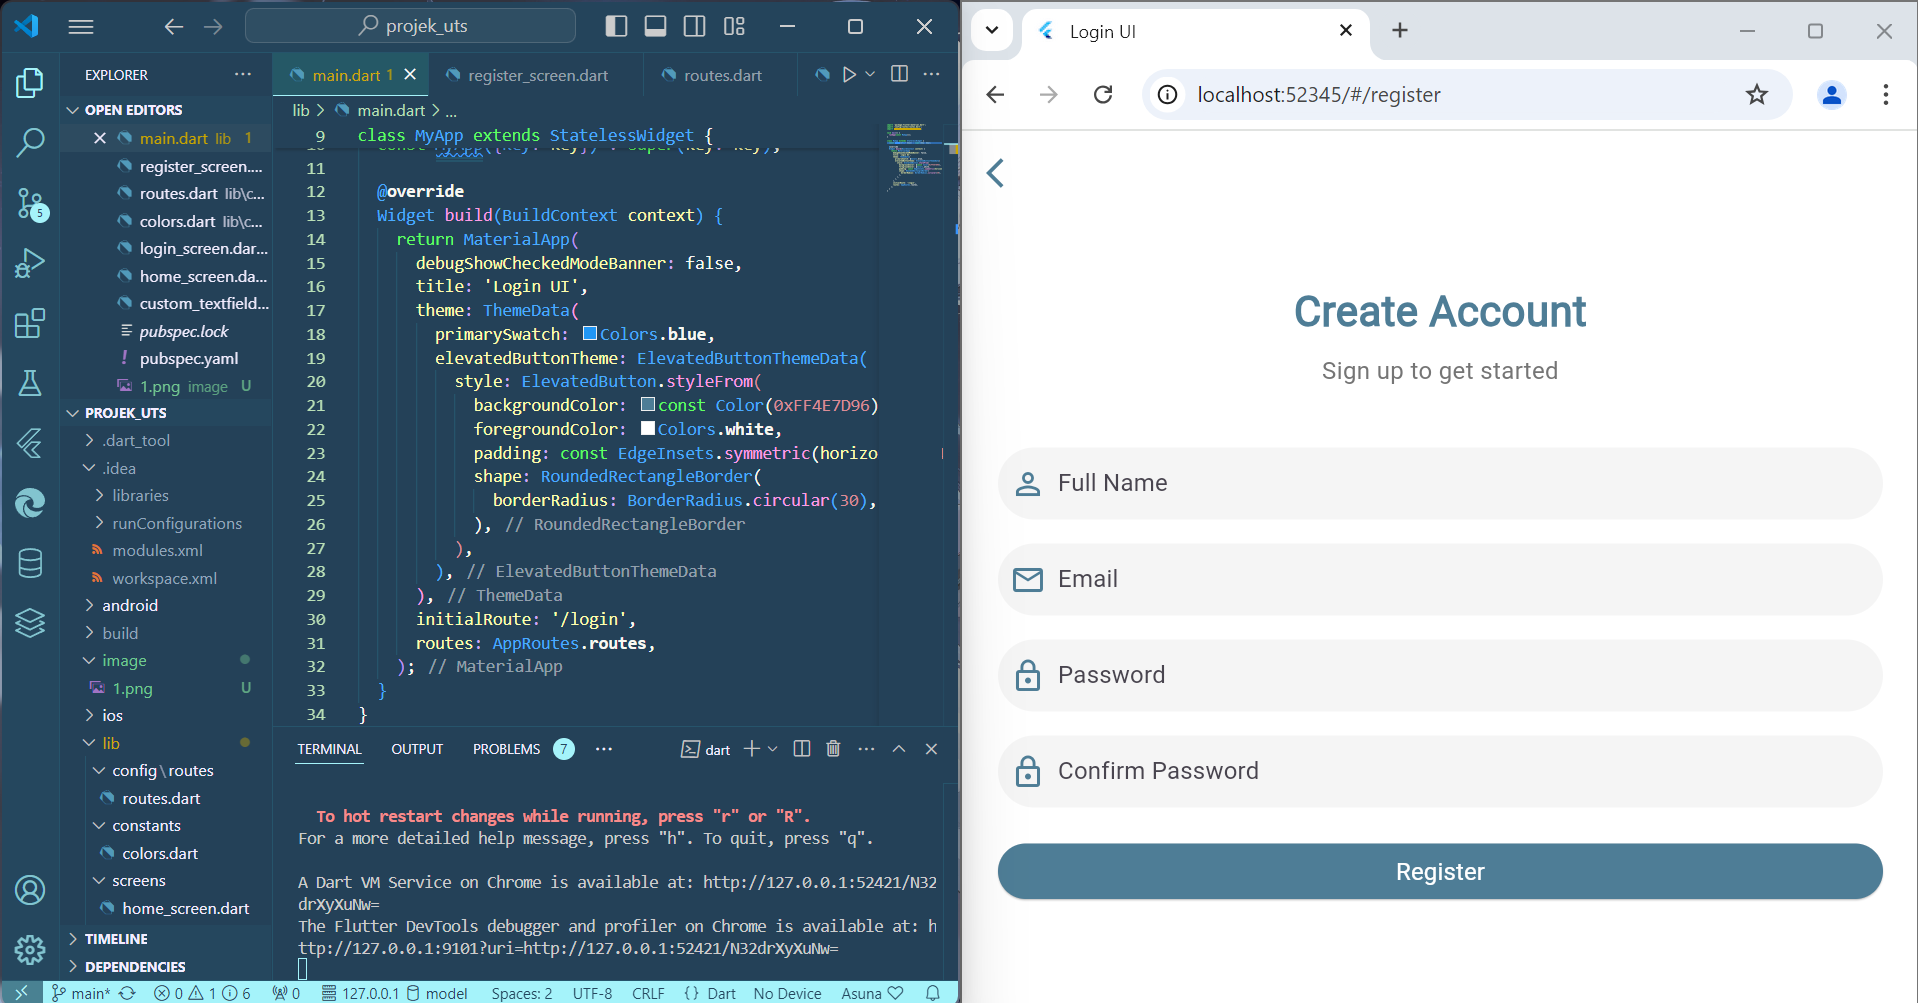 projek_uts
EXPLORER
OPEN EDITORS
main.dart lib 1
register_screen....
routes.dart lib\c...
colors.dart lib\c...
login_screen.dar...
home_screen.da...
custom_textfield...
pubspec.lock
pubspec.yaml
1.png image U
PROJEK_UTS
.dart_tool
.idea
libraries
runConfigurations
modules.xml
workspace.xml
android
build
image
1.png U
ios
lib
config\routes
routes.dart
constants
colors.dart
screens
home_screen.dart
TIMELINE
DEPENDENCIES
main.dart 1
register_screen.dart
routes.dart
lib > main.dart > ...
9 class MyApp extends StatelessWidget {
const MyApp({Key? key}) : super(key: key);
11
12 @override
13 Widget build(BuildContext context) {
14 return MaterialApp(
15 debugShowCheckedModeBanner: false,
16 title: 'Login UI',
17 theme: ThemeData(
18 primarySwatch: Colors.blue,
19 elevatedButtonTheme: ElevatedButtonThemeData(
20 style: ElevatedButton.styleFrom(
21 backgroundColor: const Color(0xFF4E7D96)
22 foregroundColor: Colors.white,
23 padding: const EdgeInsets.symmetric(horizo
24 shape: RoundedRectangleBorder(
25 borderRadius: BorderRadius.circular(30),
26 ), // RoundedRectangleBorder
27 ),
28 ), // ElevatedButtonThemeData
29 ), // ThemeData
30 initialRoute: '/login',
31 routes: AppRoutes.routes,
32 ); // MaterialApp
33 }
34 }
TERMINAL OUTPUT PROBLEMS 7 ... dart
To hot restart changes while running, press "r" or "R".
For a more detailed help message, press "h". To quit, press "q".
A Dart VM Service on Chrome is available at: http://127.0.0.1:52421/N32
drXyXuNw=
The Flutter DevTools debugger and profiler on Chrome is available at: h
ttp://127.0.0.1:9101?uri=http://127.0.0.1:52421/N32drXyXuNw=
main* 0 1 6 0 127.0.0.1 model Spaces: 2 UTF-8 CRLF {} Dart No Device Asuna
5
Login UI
localhost:52345/#/register
Create Account
Sign up to get started
Full Name
Email
Password
Confirm Password
Register